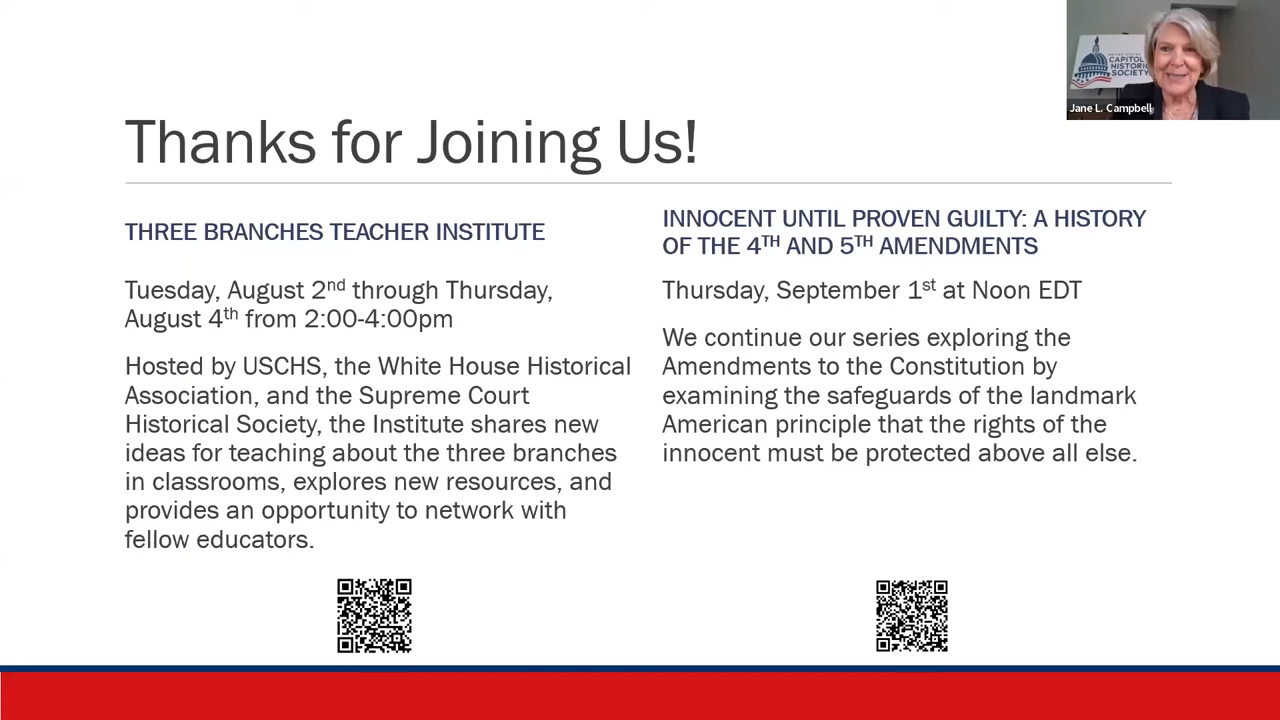 UNITED STATES
CAPITOL
HISTORIC
SOCIETY
Jane L. Campbell
Thanks for Joining Us!
THREE BRANCHES TEACHER INSTITUTE
Tuesday, August 2nd through Thursday,
August 4th from 2:00-4:00pm
Hosted by USCHS, the White House Historical
Association, and the Supreme Court
Historical Society, the Institute shares new
ideas for teaching about the three branches
in classrooms, explores new resources, and
provides an opportunity to network with
fellow educators.
INNOCENT UNTIL PROVEN GUILTY: A HISTORY
OF THE 4TH AND 5TH AMENDMENTS
Thursday, September 1st at Noon EDT
We continue our series exploring the
Amendments to the Constitution by
examining the safeguards of the landmark
American principle that the rights of the
innocent must be protected above all else.